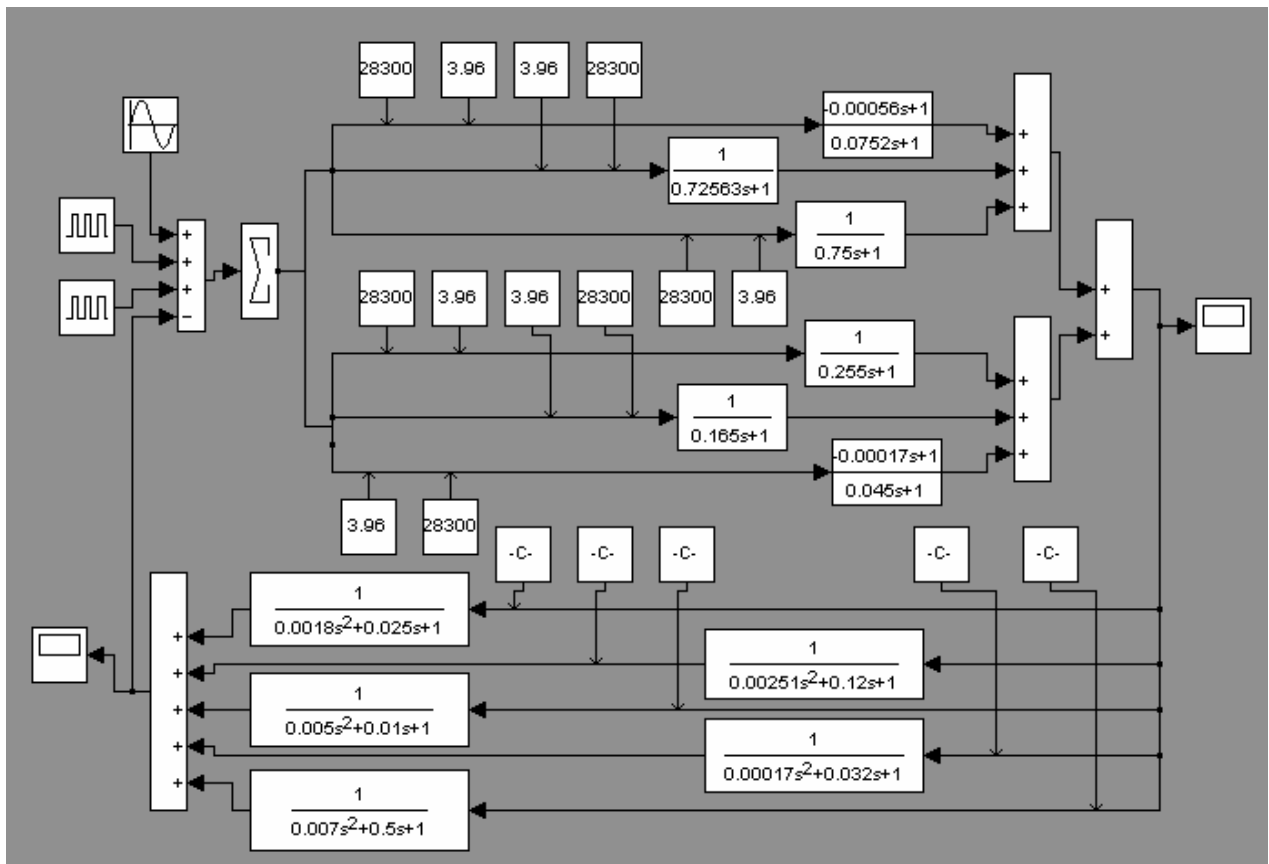 28300 3.96 3.96 28300
-0.00056s+1
0.0752s+1
1
0.72563s+1
1
0.75s+1
+
+
+
+
+
+
−
28300 3.96 3.96 28300 28300 3.96
+
+
1
0.255s+1
1
0.165s+1
-0.00017s+1
0.045s+1
+
+
+
3.96 28300
-C- -C- -C- -C- -C-
1
0.0018s²+0.025s+1
1
0.00251s²+0.12s+1
1
0.005s²+0.01s+1
1
0.00017s²+0.032s+1
1
0.007s²+0.5s+1
+
+
+
+
+